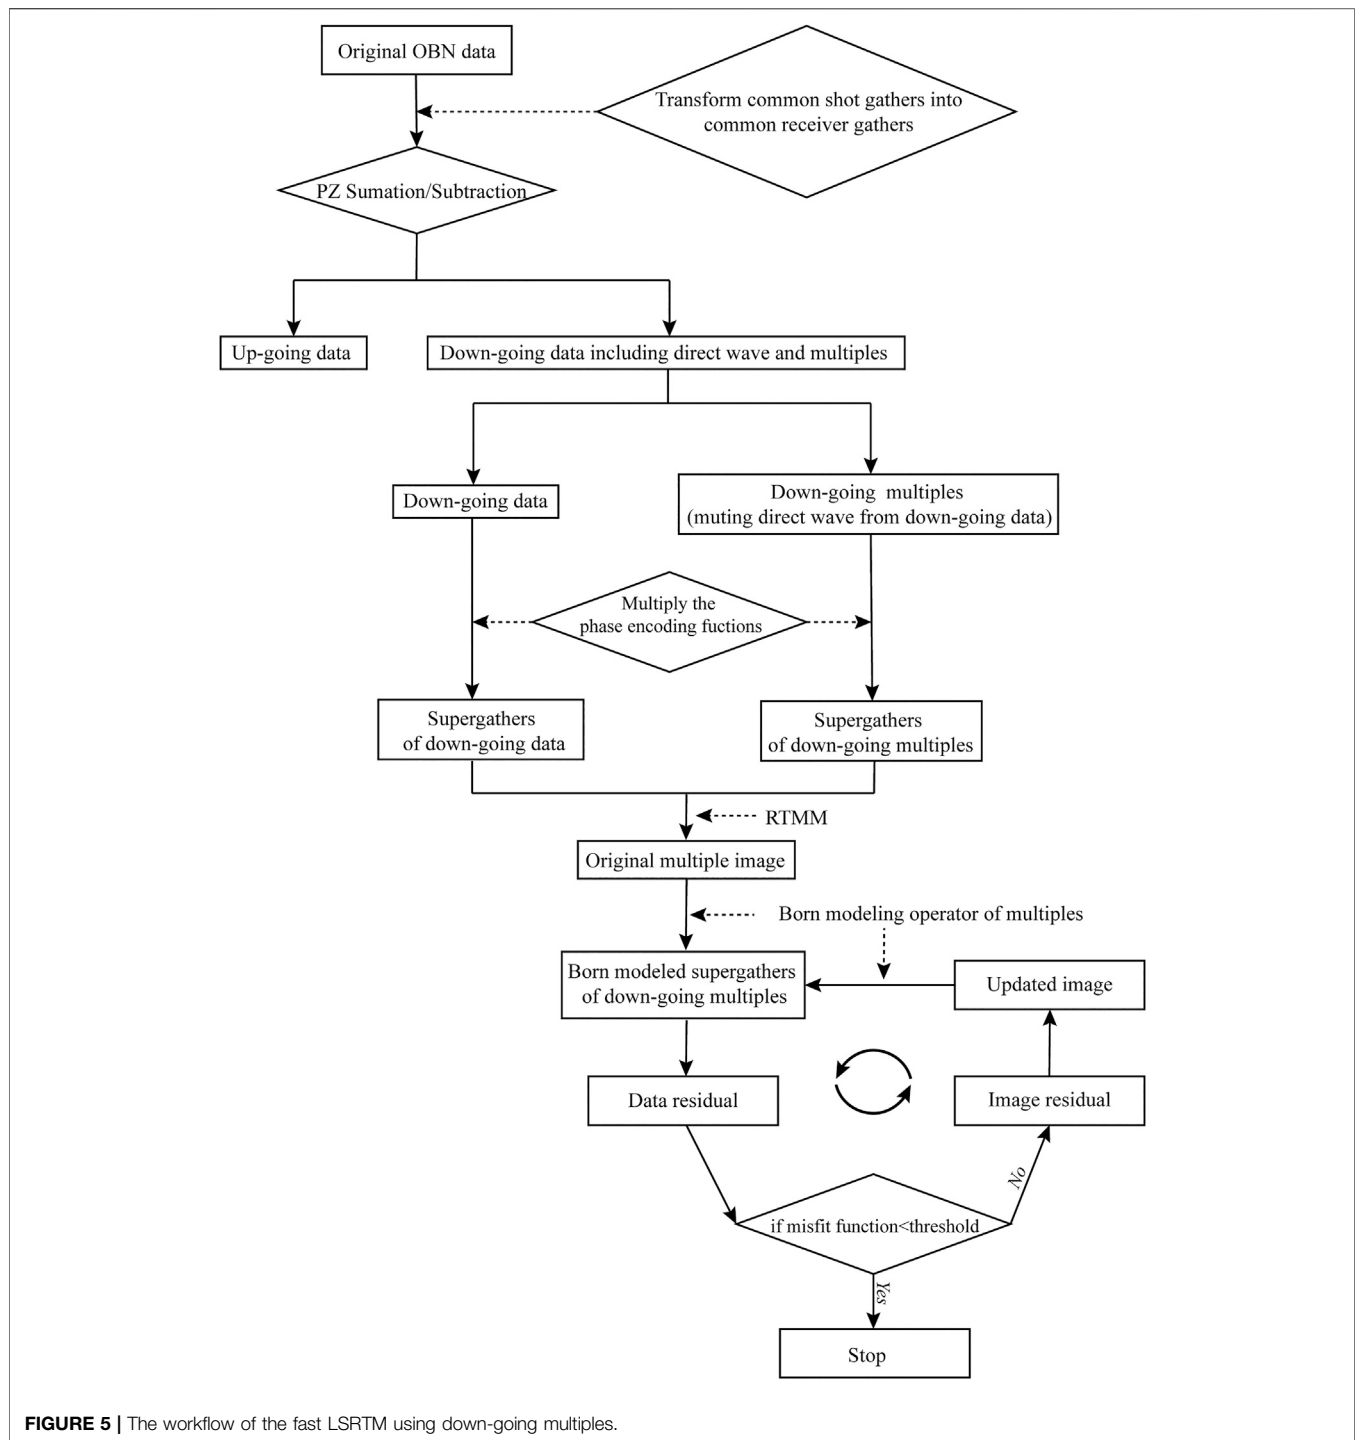 Original OBN data
Transform common shot gathers into
common receiver gathers
PZ Sumation/Subtraction
Up-going data
Down-going data including direct wave and multiples
Down-going data
Down-going multiples
(muting direct wave from down-going data)
Multiply the
phase encoding fuctions
Supergathers
of down-going data
Supergathers
of down-going multiples
RTMM
Original multiple image
Born modeling operator of multiples
Born modeled supergathers
of down-going multiples
Updated image
Data residual
Image residual
No
if misfit function<threshold
Yes
Stop
FIGURE 5 | The workflow of the fast LSRTM using down-going multiples.